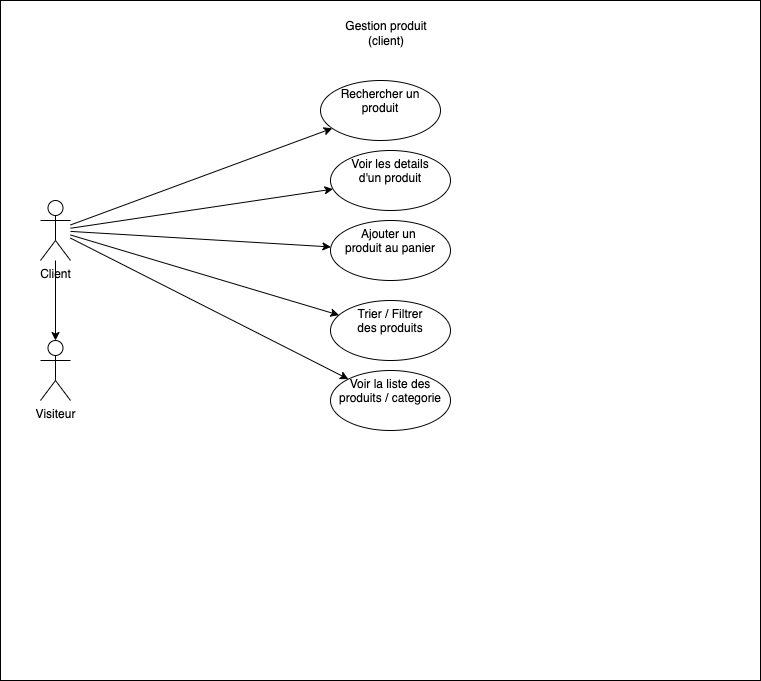 Gestion produit
(client)
Rechercher un
produit
Voir les details
d'un produit
Ajouter un
produit au panier
Client
Trier / Filtrer
des produits
Voir la liste des
produits / categorie
Visiteur